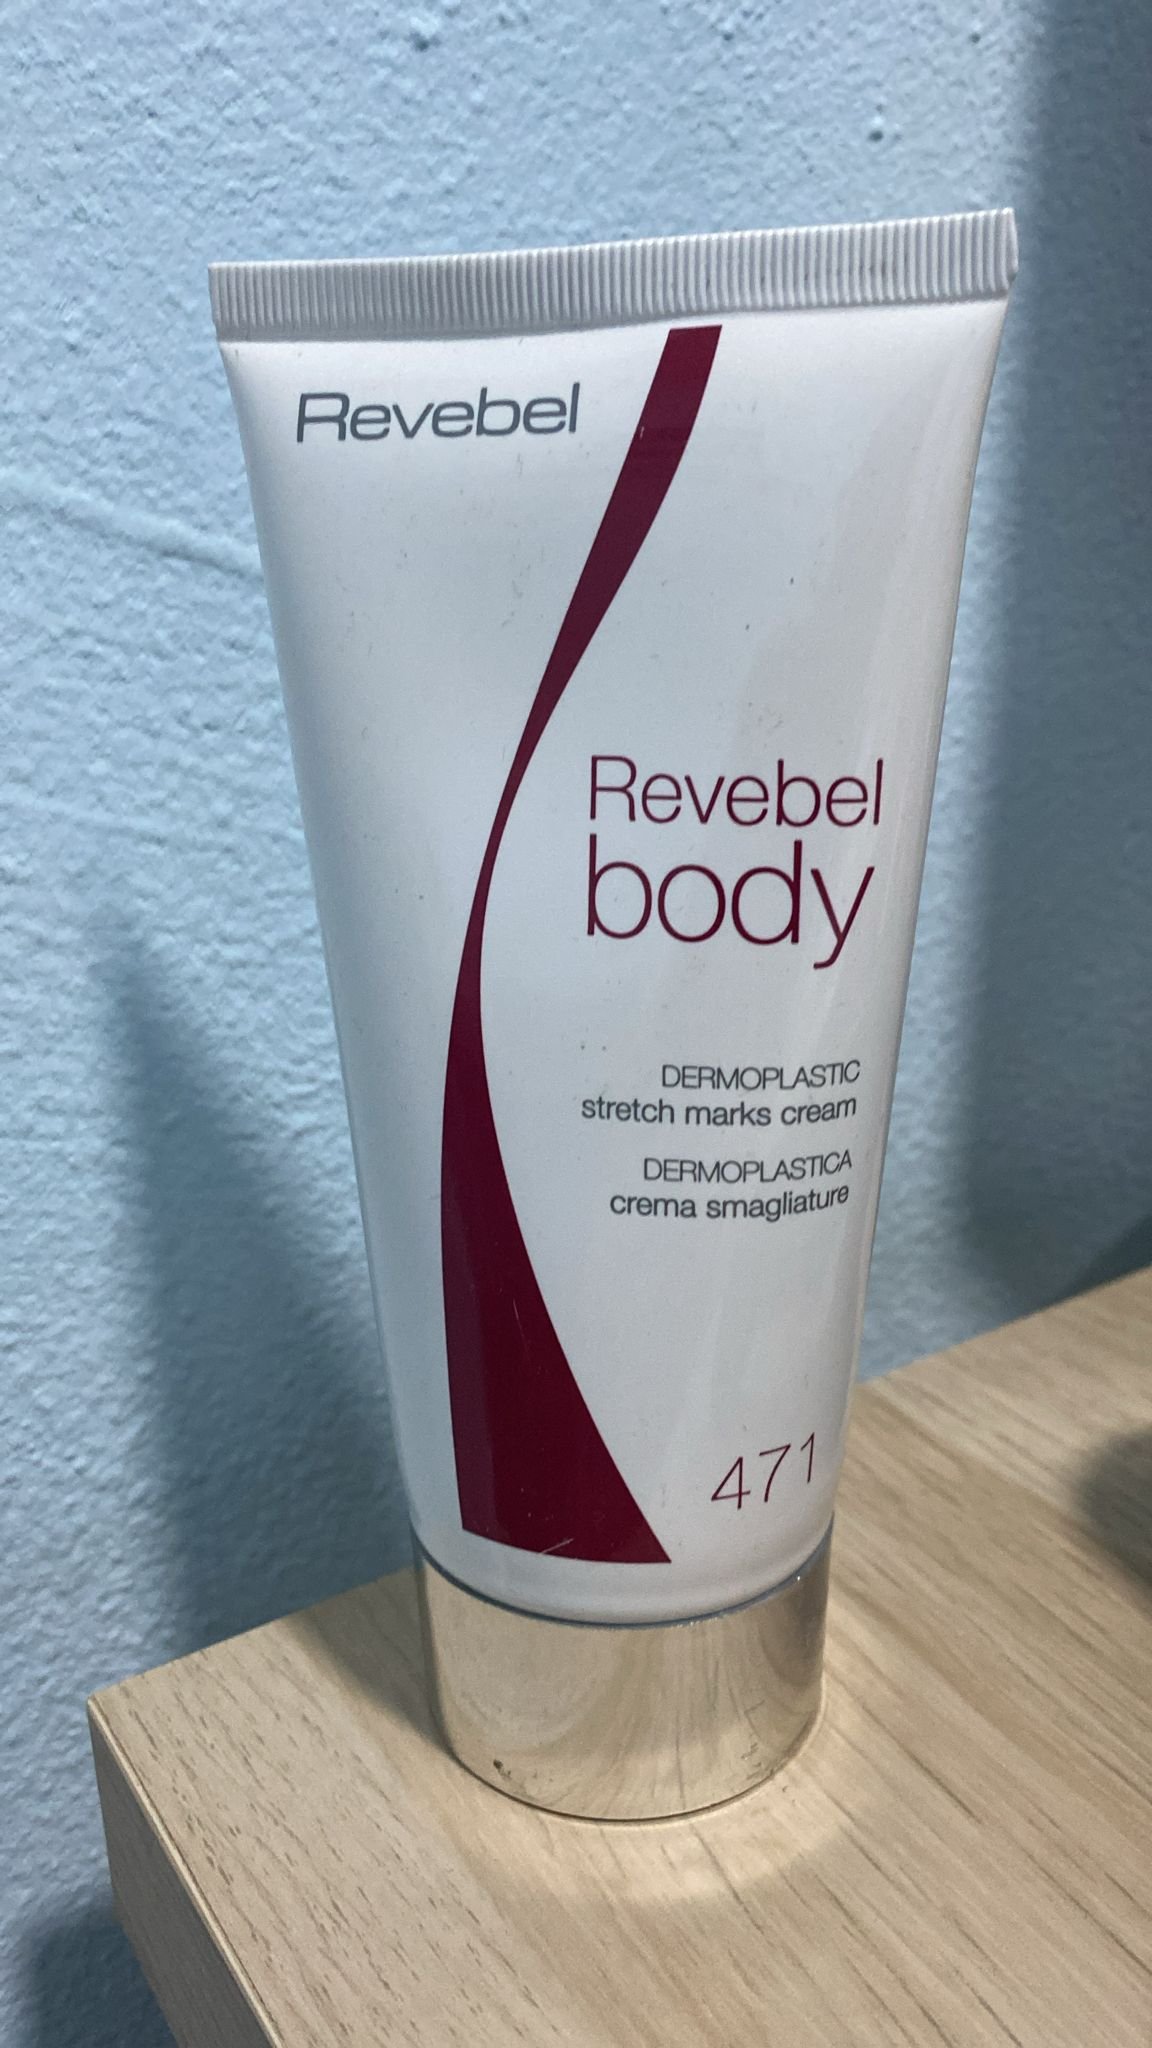 Revebel
Revebel
body
DERMOPLASTIC
stretch marks cream
DERMOPLASTICA
crema smagliature
471